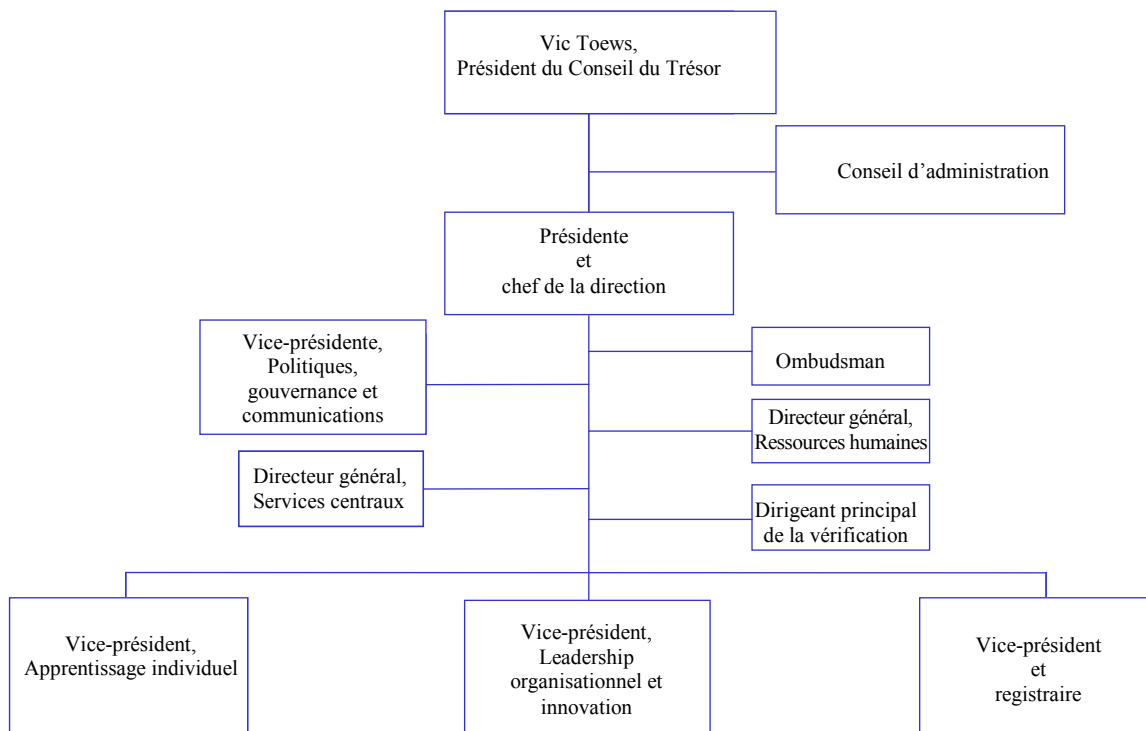 Vic Toews,
Président du Conseil du Trésor
Conseil d’administration
Présidente
et
chef de la direction
Vice-présidente,
Politiques,
gouvernance et
communications
Ombudsman
Directeur général,
Ressources humaines
Directeur général,
Services centraux
Dirigeant principal
de la vérification
Vice-président,
Apprentissage individuel
Vice-président,
Leadership
organisationnel et
innovation
Vice-président
et
registraire